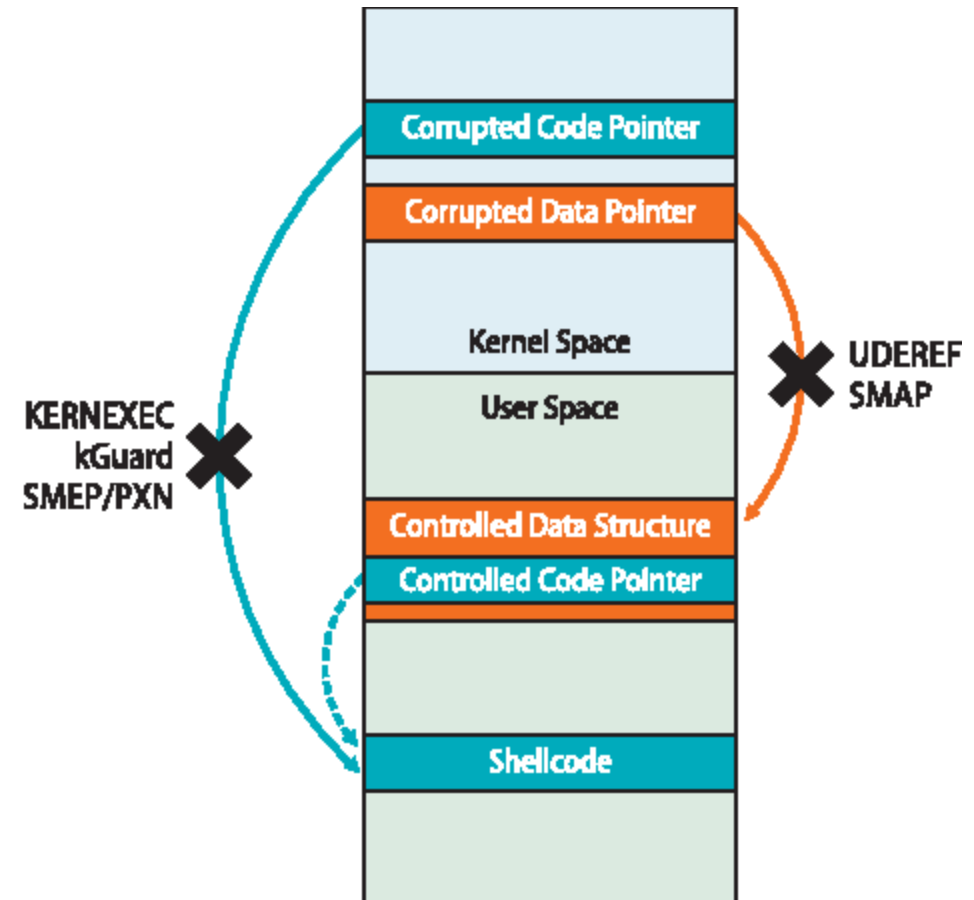 Corrupted Code Pointer
Corrupted Data Pointer
Kernel Space
UDEREF
SMAP
User Space
KERNEXEC
kGuard
SMEP/PXN
Controlled Data Structure
Controlled Code Pointer
Shellcode